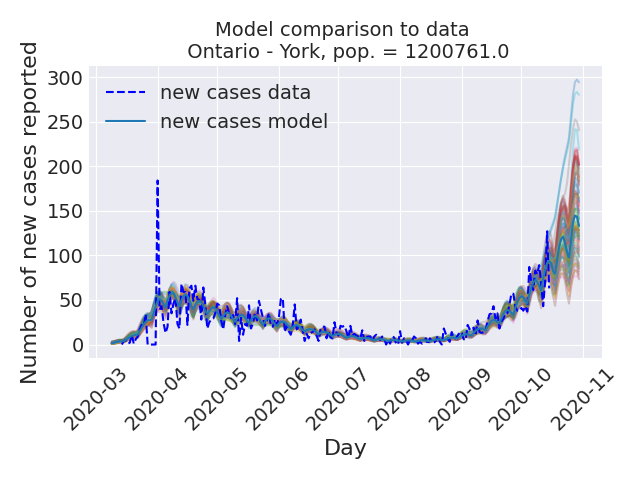 Model comparison to data
Ontario - York, pop. = 1200761.0
Number of new cases reported
300
250
200
150
100
50
0
new cases data
new cases model
2020-03
2020-04
2020-05
2020-06
2020-07
2020-08
2020-09
2020-10
2020-11
Day